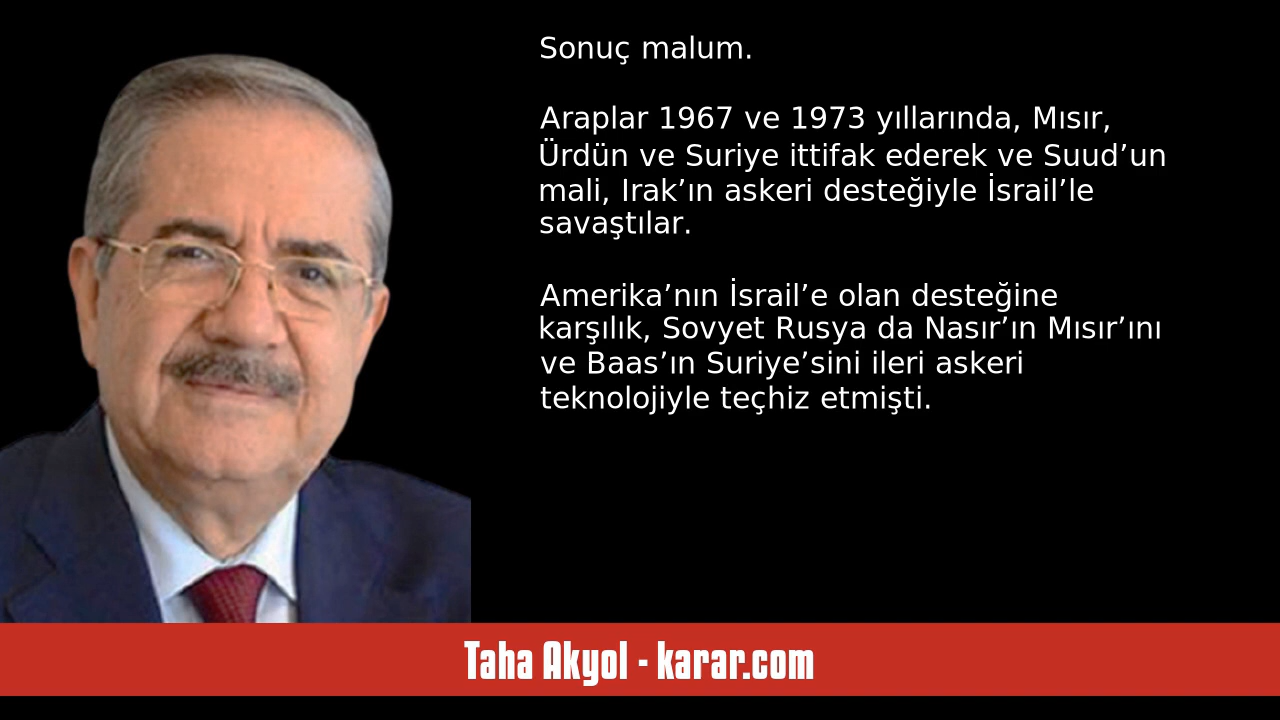 Sonuç malum.
Araplar 1967 ve 1973 yıllarında, Mısır,
Ürdün ve Suriye ittifak ederek ve Suud’un
mali, Irak’ın askeri desteğiyle İsrail’le
savaştılar.
Amerika’nın İsrail’e olan desteğine
karşılık, Sovyet Rusya da Nasır’ın Mısır’ını
ve Baas’ın Suriye’sini ileri askeri
teknolojiyle teçhiz etmişti.
Taha Akyol - karar.com